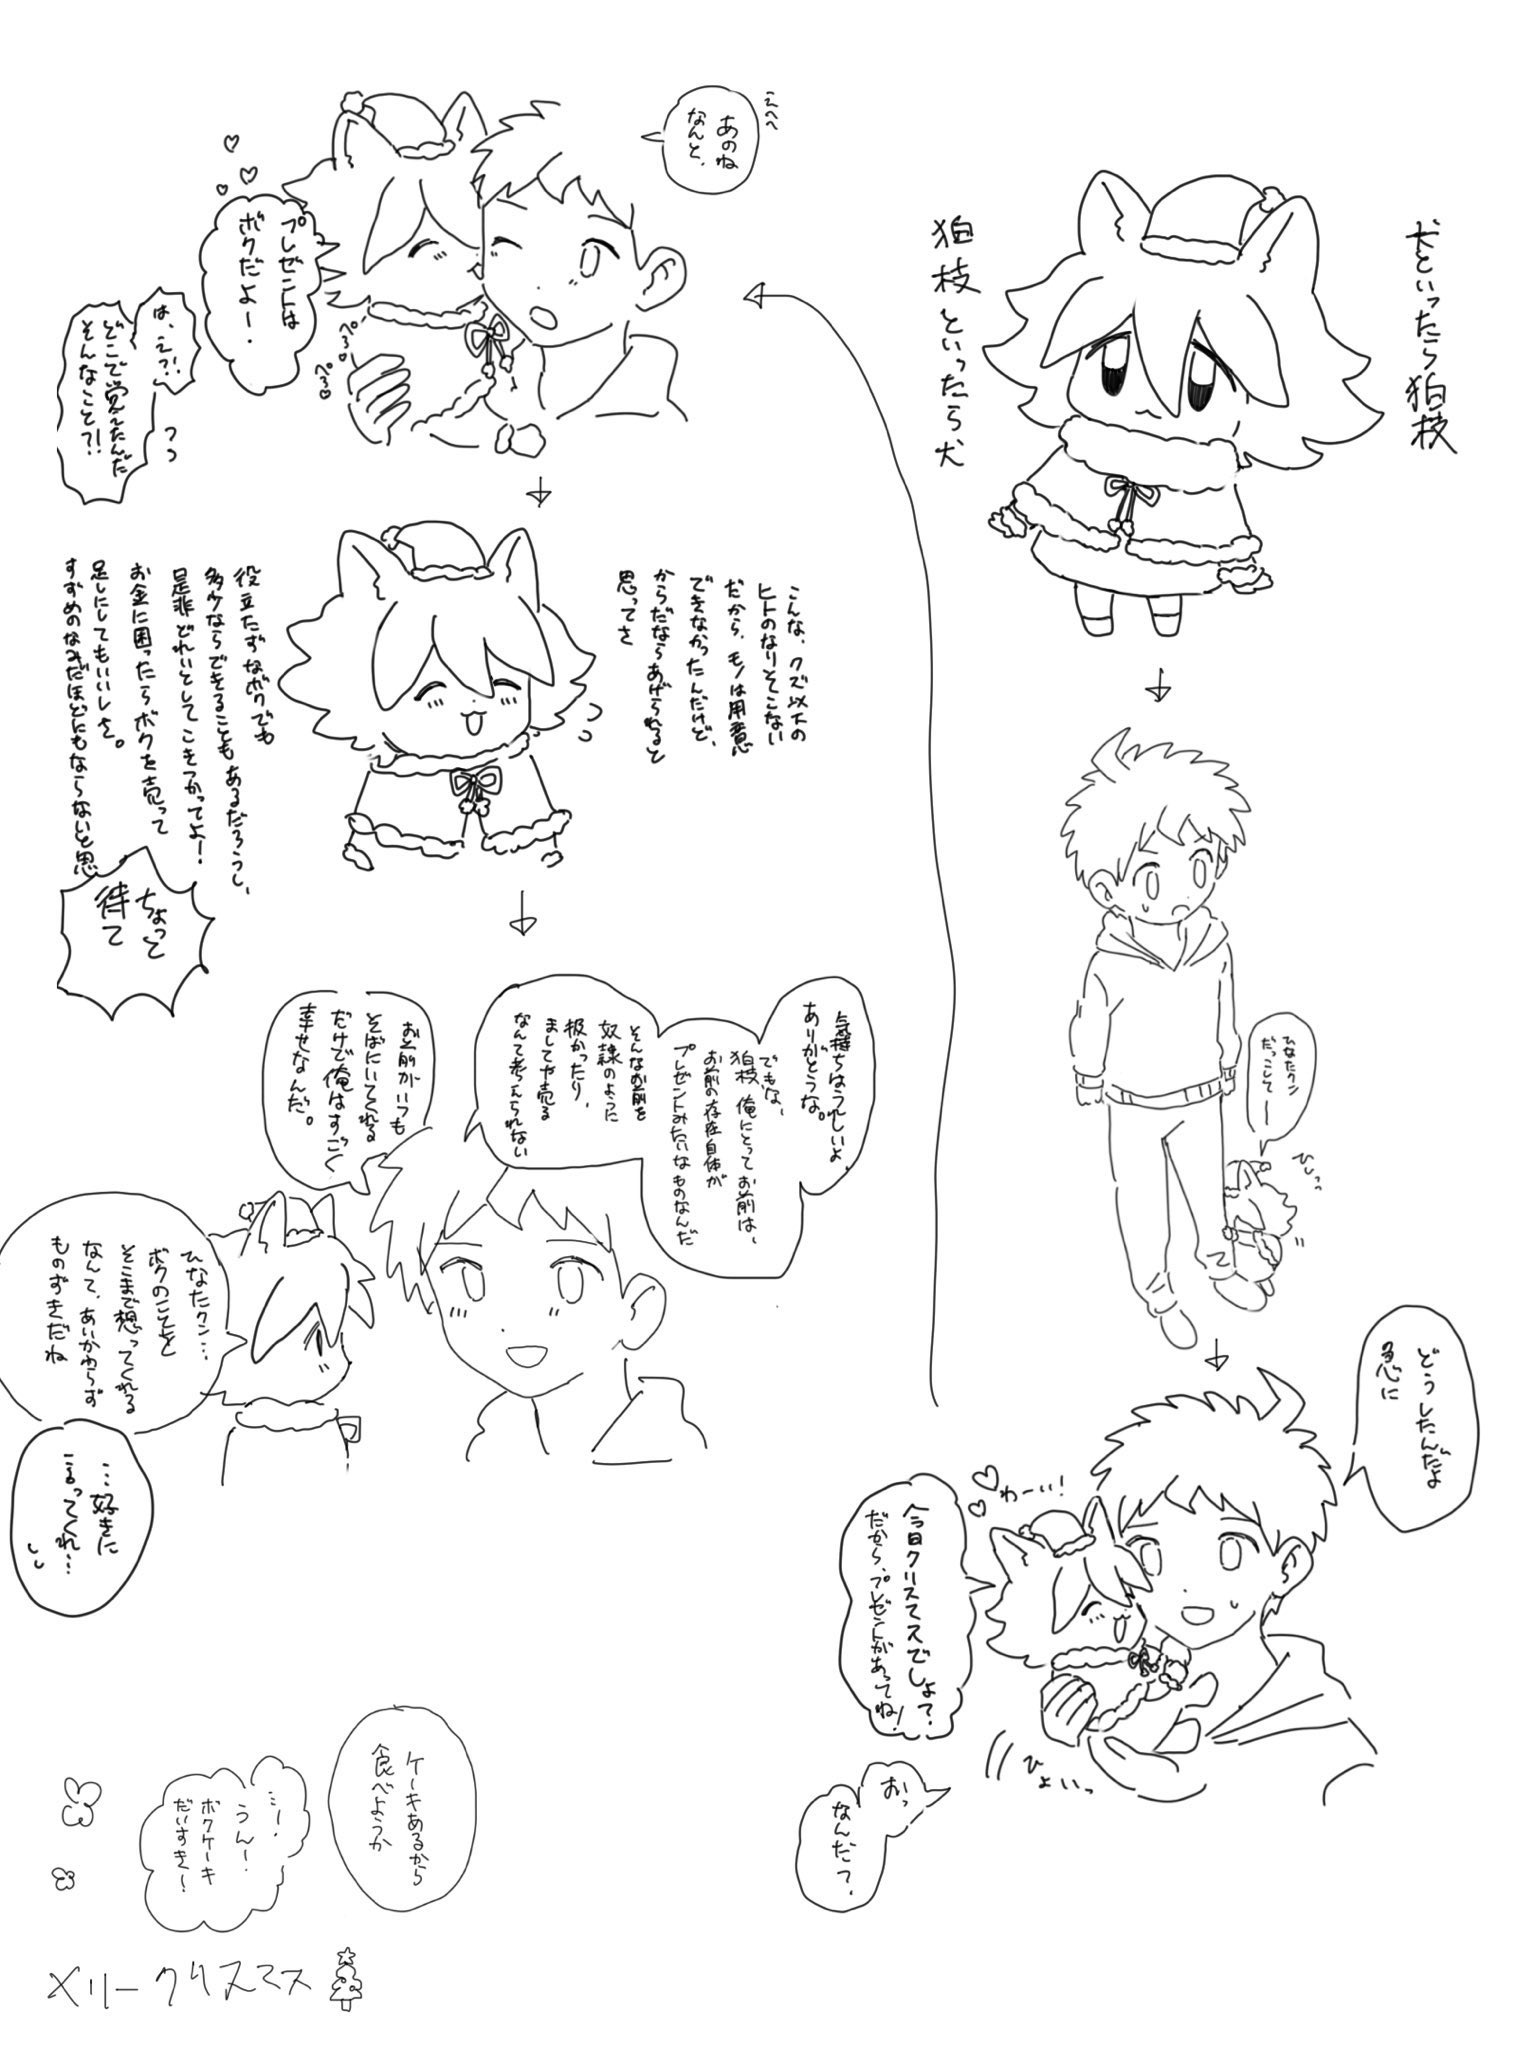 犬といったら狛枝
狛枝といったら犬
ひなたクン
だっこしてー
ひしっっ
どうしたんだよ
急に
わーい!
今日クリスマスでしょ?
だから、プレゼントがあってね!
ひょいっ
おっ
なんだ?
えへへ
あのね
なんと、
プレゼントは
ボクだよー!
ぺろ
ぺろ
は、え?!
どこで覚えたんだ
そんなこと?!
こんな、クズ以下の
ヒトのなりそこない
だから、モノは用意
できなかったんだけど、
からだならあげられると
思ってさ
役立たずなボクでも
多少ならできることもあるだろうし、
是非どれいとしてこきつかってよ!
お金に困ったらボクを売って
足しにしてもいいしさ。
すずめのなみだほどにもならないと思
ちょっと
待て
気持ちはうれしいよ、
ありがとうな。
でもな、
狛枝、俺にとってお前は、
お前の存在自体が
プレゼントみたいなものなんだ
そんなお前を
奴隷のように
扱かったり、
ましてや売る
なんて考えられない
お前がいつも
そばにいてくれる
だけで俺はすっごく
幸せなんだ。
ひなたクン…
ボクのことを
そこまで想ってくれる
なんて、あいかわらず
ものずきだね
…好きに
言ってくれ…
ケーキあるから
食べようか
…!
うん!
ボクケーキ
だいすき!
メリークリスマス